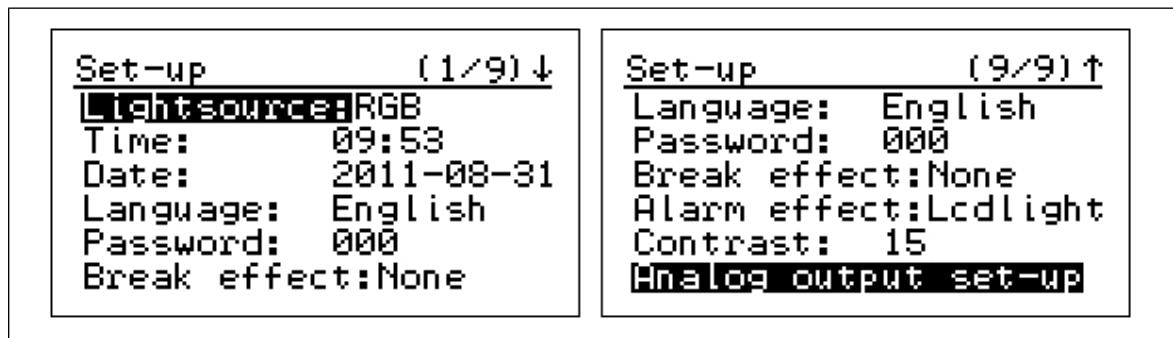 Set-up (1/9)↓
Lightsource:RGB
Time: 09:53
Date: 2011-08-31
Language: English
Password: 000
Break effect:None
Set-up (9/9)↑
Language: English
Password: 000
Break effect:None
Alarm effect:Lcdlight
Contrast: 15
Analog output set-up